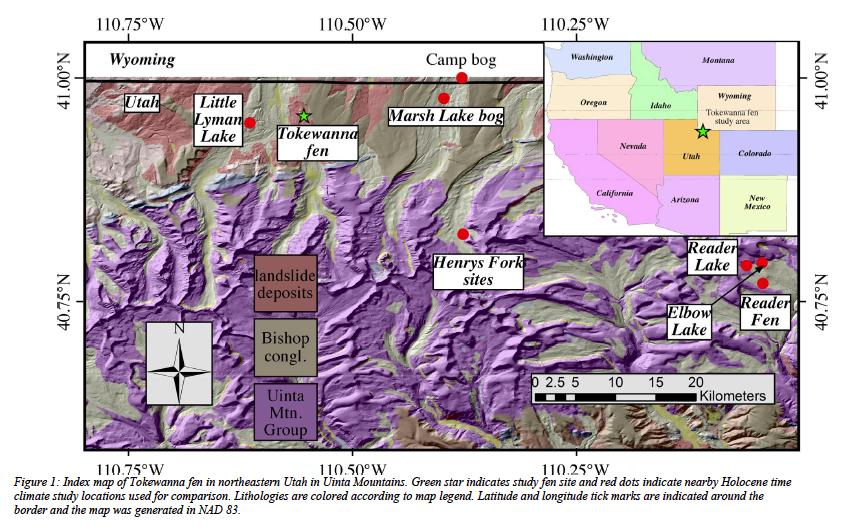 110.75°W 110.50°W 110.25°W
41.00°N
41.00°N
Wyoming
Camp bog
Utah
Little
Lyman
Lake
Tokewanna
fen
Marsh Lake bog
Washington
Montana
Oregon
Idaho
Wyoming
Tokewanna fen
study area
Nevada
Utah
Colorado
California
Arizona
New
Mexico
Henrys Fork
sites
Reader
Lake
Elbow
Lake
Reader
Fen
40.75°N
40.75°N
landslide
deposits
Bishop
congl.
Uinta
Mtn.
Group
N
0 2.5 5 10 15 20
Kilometers
110.75°W 110.50°W 110.25°W
Figure 1: Index map of Tokewanna fen in northeastern Utah in Uinta Mountains. Green star indicates study fen site and red dots indicate nearby Holocene time
climate study locations used for comparison. Lithologies are colored according to map legend. Latitude and longitude tick marks are indicated around the
border and the map was generated in NAD 83.